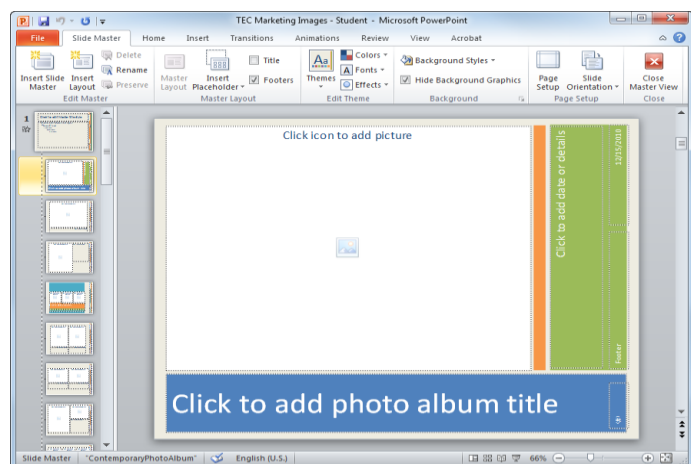 TEC Marketing Images - Student - Microsoft PowerPoint
File Slide Master Home Insert Transitions Animations Review View Acrobat
Insert Slide Master
Insert Layout
Delete
Rename
Preserve
Edit Master
Master Layout
Insert Placeholder
Title
Footers
Master Layout
Themes
Colors
Fonts
Effects
Edit Theme
Background Styles
Hide Background Graphics
Background
Page Setup
Slide Orientation
Page Setup
Close Master View
Close
1
Click icon to add picture
Click to add date or details
12/15/2010
Footer
Click to add photo album title
‹#›
Slide Master "ContemporaryPhotoAlbum" English (U.S.) 66%